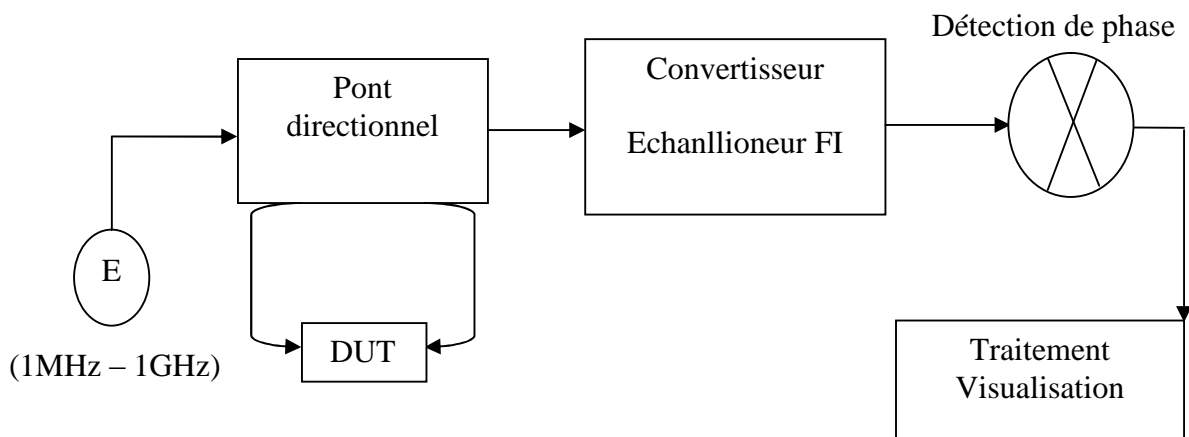 Détection de phase
Pont
directionnel
Convertisseur
Echanllioneur FI
E
(1MHz – 1GHz)
DUT
Traitement
Visualisation